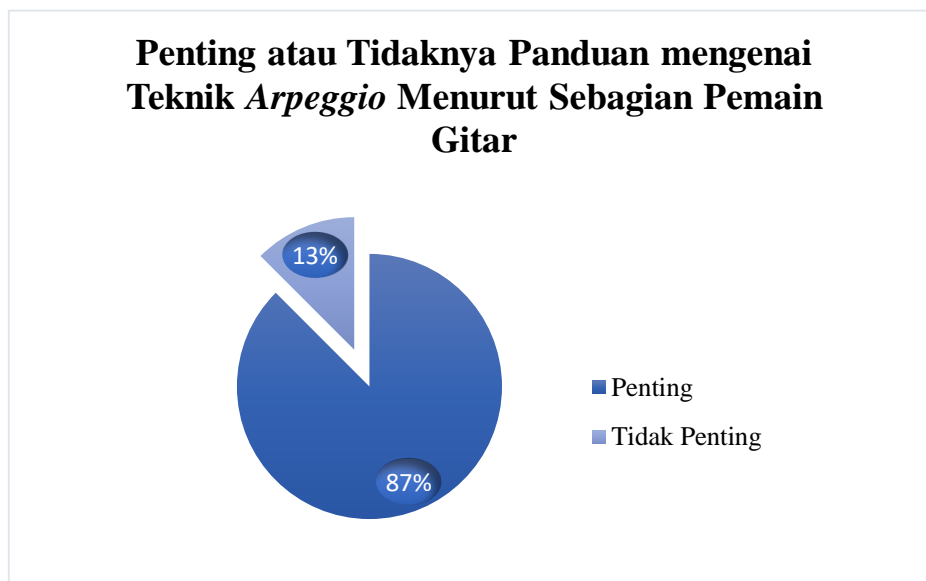 Penting atau Tidaknya Panduan mengenai
Teknik Arpeggio Menurut Sebagian Pemain
Gitar
13%
87%
Penting
Tidak Penting